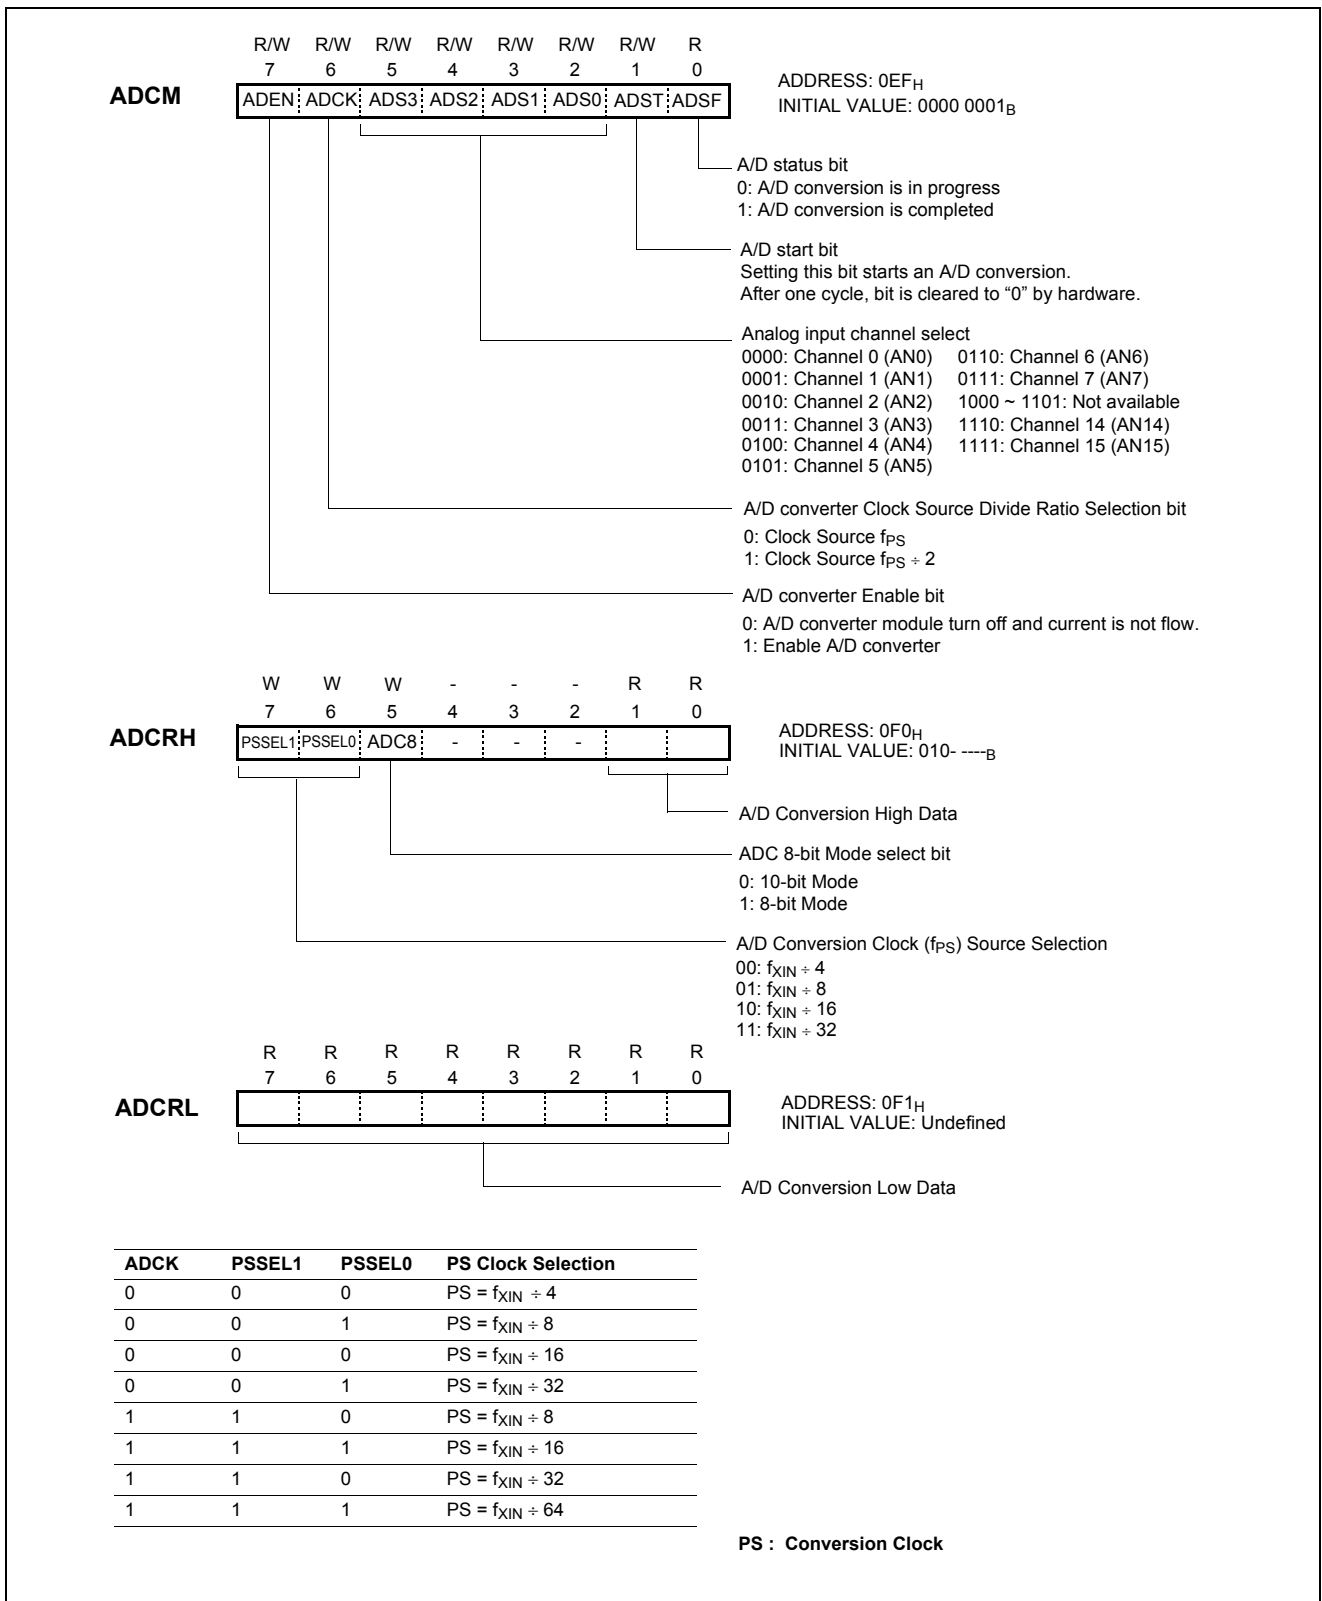 R/W R/W R/W R/W R/W R/W R/W R
7 6 5 4 3 2 1 0
ADCM ADEN ADCK ADS3 ADS2 ADS1 ADS0 ADST ADSF
ADDRESS: 0EFH
INITIAL VALUE: 0000 0001B
A/D status bit
0: A/D conversion is in progress
1: A/D conversion is completed
A/D start bit
Setting this bit starts an A/D conversion.
After one cycle, bit is cleared to “0” by hardware.
Analog input channel select
0000: Channel 0 (AN0) 0110: Channel 6 (AN6)
0001: Channel 1 (AN1) 0111: Channel 7 (AN7)
0010: Channel 2 (AN2) 1000 ~ 1101: Not available
0011: Channel 3 (AN3) 1110: Channel 14 (AN14)
0100: Channel 4 (AN4) 1111: Channel 15 (AN15)
0101: Channel 5 (AN5)
A/D converter Clock Source Divide Ratio Selection bit
0: Clock Source fPS
1: Clock Source fPS ÷ 2
A/D converter Enable bit
0: A/D converter module turn off and current is not flow.
1: Enable A/D converter
W W W - - - R R
7 6 5 4 3 2 1 0
ADCRH PSSEL1 PSSEL0 ADC8 - - -
ADDRESS: 0F0H
INITIAL VALUE: 010- ----B
A/D Conversion High Data
ADC 8-bit Mode select bit
0: 10-bit Mode
1: 8-bit Mode
A/D Conversion Clock (fPS) Source Selection
00: fXIN ÷ 4
01: fXIN ÷ 8
10: fXIN ÷ 16
11: fXIN ÷ 32
R R R R R R R R
7 6 5 4 3 2 1 0
ADCRL
ADDRESS: 0F1H
INITIAL VALUE: Undefined
A/D Conversion Low Data
ADCK PSSEL1 PSSEL0 PS Clock Selection
0 0 0 PS = fXIN ÷ 4
0 0 1 PS = fXIN ÷ 8
0 0 0 PS = fXIN ÷ 16
0 0 1 PS = fXIN ÷ 32
1 1 0 PS = fXIN ÷ 8
1 1 1 PS = fXIN ÷ 16
1 1 0 PS = fXIN ÷ 32
1 1 1 PS = fXIN ÷ 64
PS : Conversion Clock